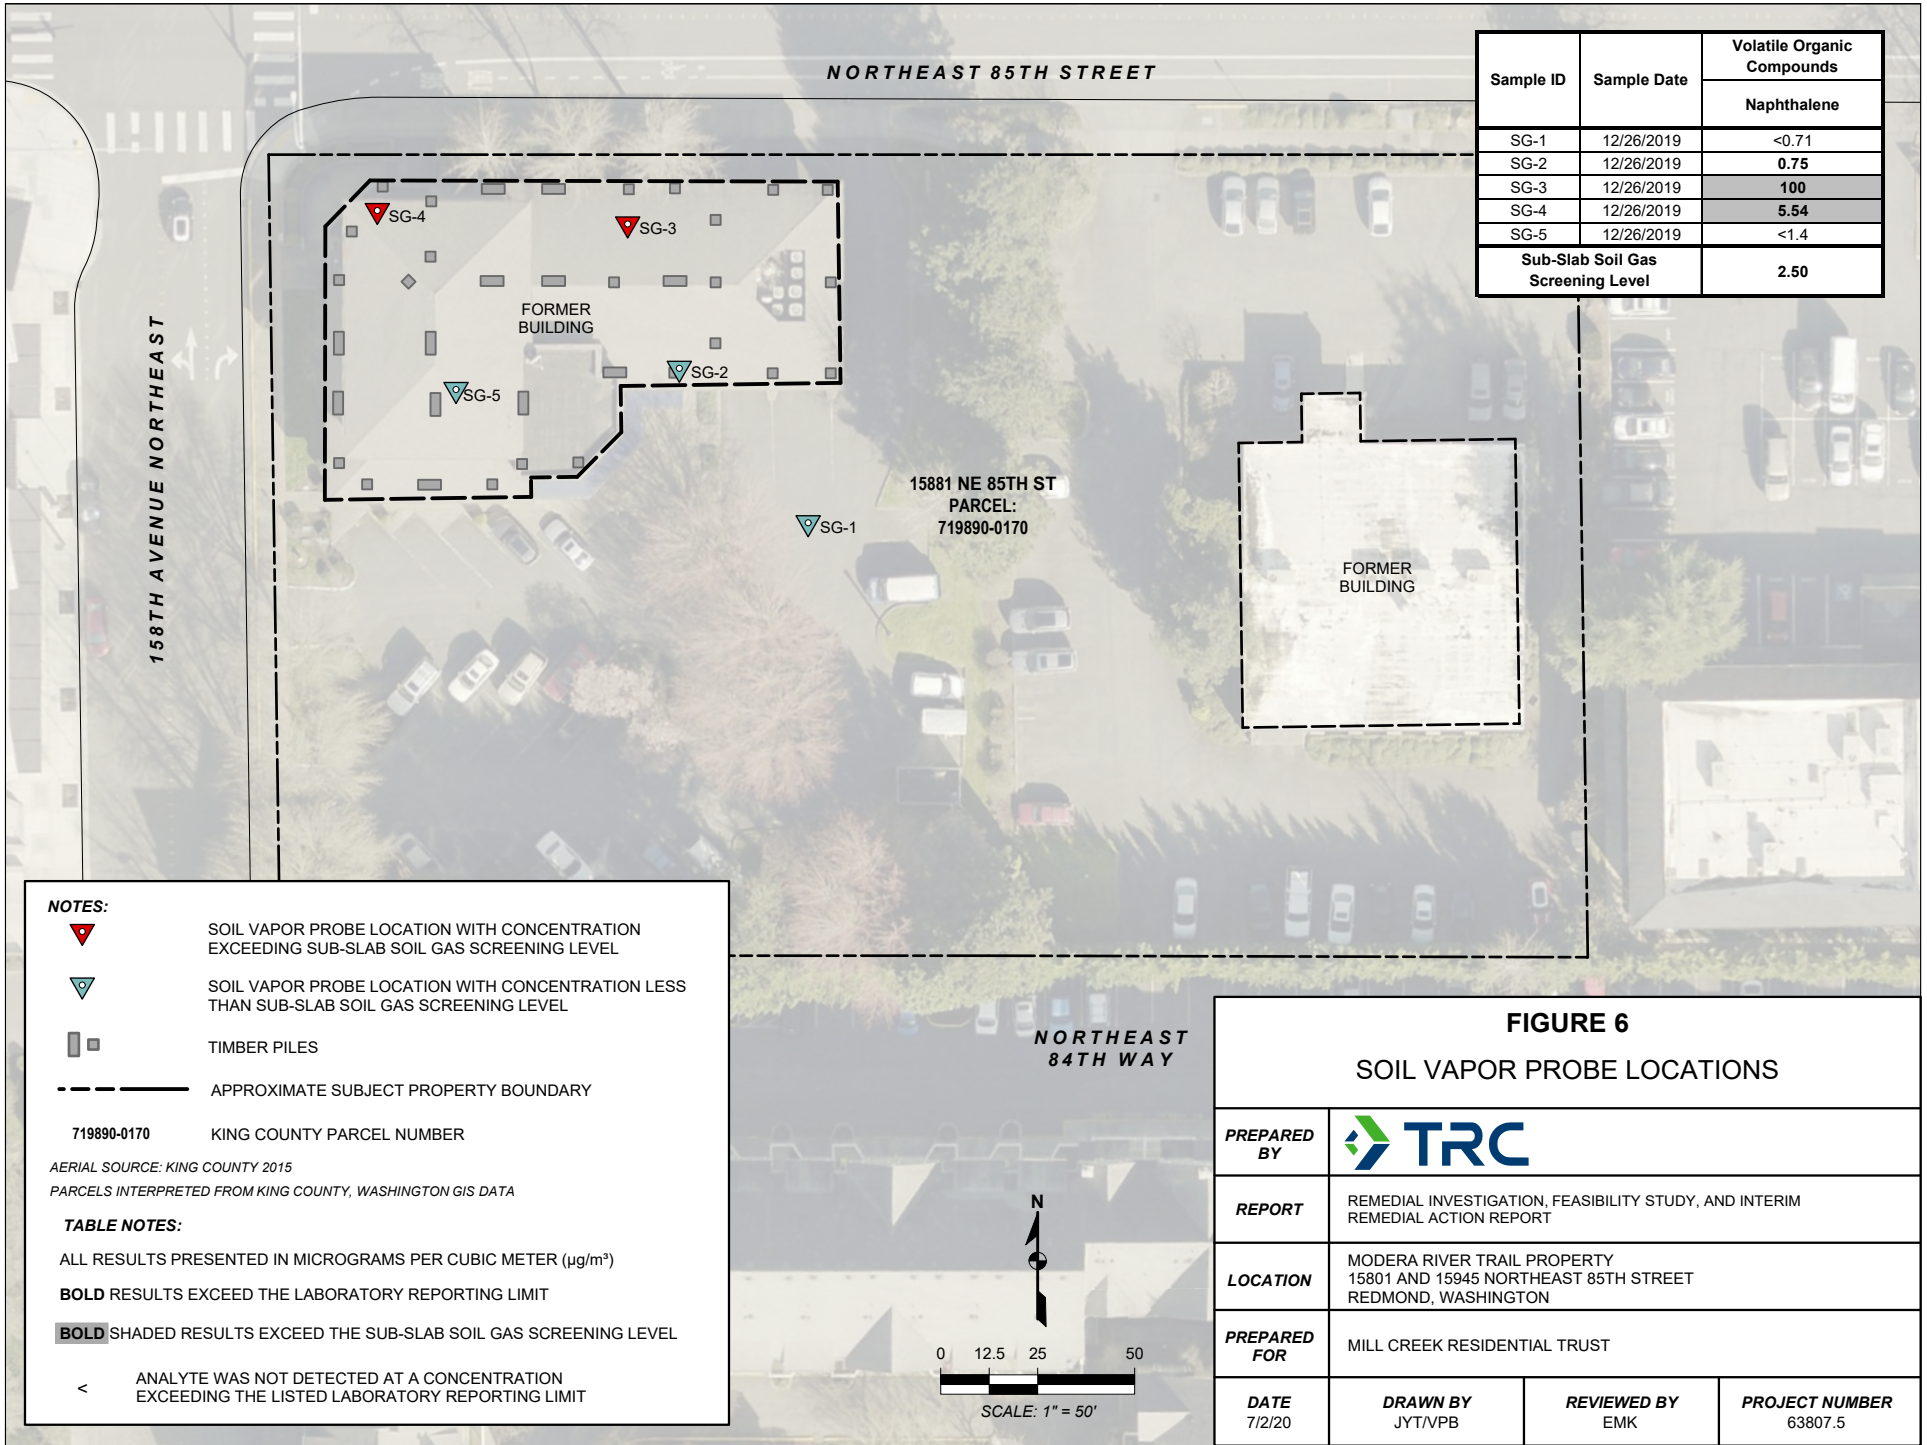 NORTHEAST 85TH STREET
Sample ID Sample Date Volatile Organic
Compounds
Naphthalene
SG-1 12/26/2019 <0.71
SG-2 12/26/2019 0.75
SG-3 12/26/2019 100
SG-4 12/26/2019 5.54
SG-5 12/26/2019 <1.4
Sub-Slab Soil Gas
Screening Level 2.50
SG-4
SG-3
FORMER
BUILDING
SG-2
SG-5
158TH AVENUE NORTHEAST
15881 NE 85TH ST
PARCEL:
719890-0170
SG-1
FORMER
BUILDING
NOTES:
SOIL VAPOR PROBE LOCATION WITH CONCENTRATION
EXCEEDING SUB-SLAB SOIL GAS SCREENING LEVEL
SOIL VAPOR PROBE LOCATION WITH CONCENTRATION LESS
THAN SUB-SLAB SOIL GAS SCREENING LEVEL
TIMBER PILES
APPROXIMATE SUBJECT PROPERTY BOUNDARY
719890-0170 KING COUNTY PARCEL NUMBER
AERIAL SOURCE: KING COUNTY 2015
PARCELS INTERPRETED FROM KING COUNTY, WASHINGTON GIS DATA
TABLE NOTES:
ALL RESULTS PRESENTED IN MICROGRAMS PER CUBIC METER (µg/m³)
BOLD RESULTS EXCEED THE LABORATORY REPORTING LIMIT
BOLD SHADED RESULTS EXCEED THE SUB-SLAB SOIL GAS SCREENING LEVEL
< ANALYTE WAS NOT DETECTED AT A CONCENTRATION
EXCEEDING THE LISTED LABORATORY REPORTING LIMIT
NORTHEAST
84TH WAY
N
0 12.5 25 50
SCALE: 1" = 50'
FIGURE 6
SOIL VAPOR PROBE LOCATIONS
PREPARED
BY
TRC
REPORT
REMEDIAL INVESTIGATION, FEASIBILITY STUDY, AND INTERIM
REMEDIAL ACTION REPORT
LOCATION
MODERA RIVER TRAIL PROPERTY
15801 AND 15945 NORTHEAST 85TH STREET
REDMOND, WASHINGTON
PREPARED
FOR
MILL CREEK RESIDENTIAL TRUST
DATE DRAWN BY REVIEWED BY PROJECT NUMBER
7/2/20 JYT/VPB EMK 63807.5